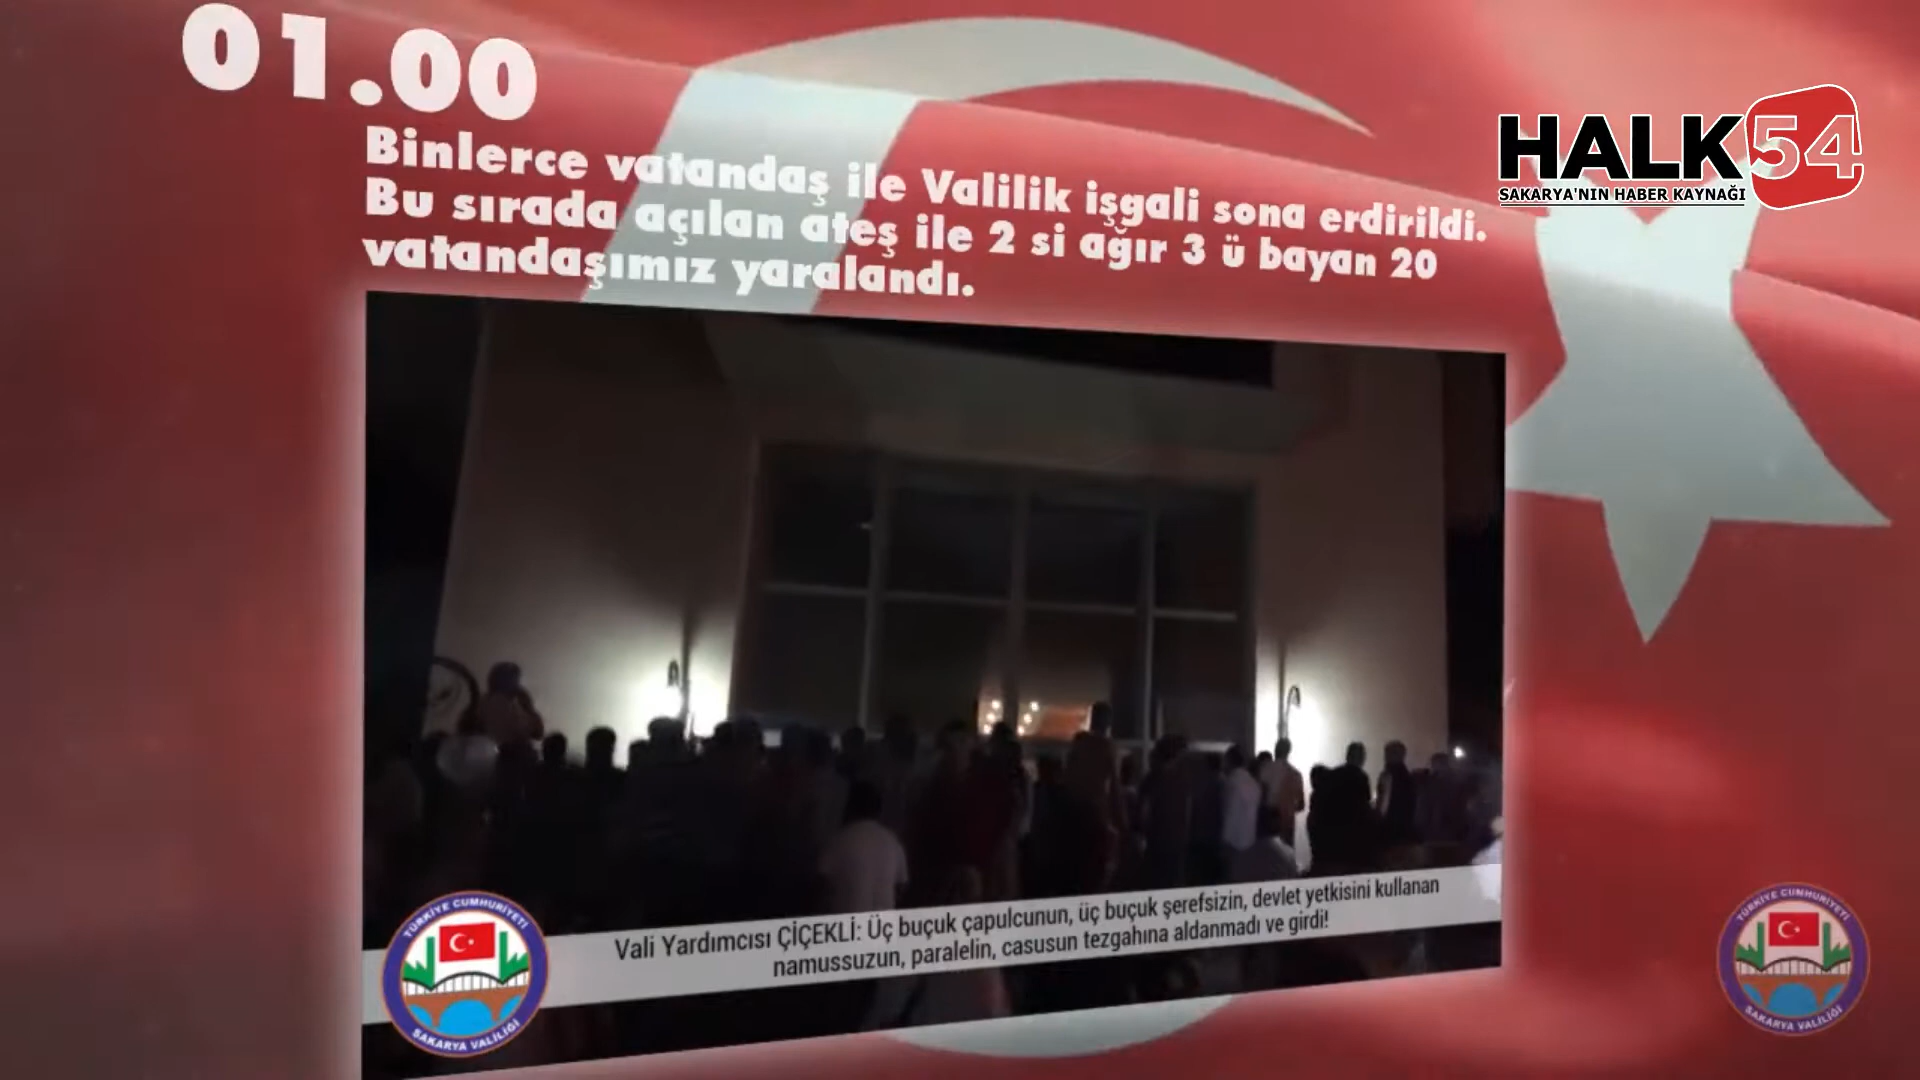 01.00
Binlerce vatandaş ile Valilik işgali sona erdirildi.
Bu sırada açılan ateş ile 2 si ağır 3 ü bayan 20
vatandaşımız yaralandı.
HALK54
SAKARYA'NIN HABER KAYNAĞI
Vali Yardımcısı ÇİÇEKLİ: Üç buçuk çapulcunun, üç buçuk şerefsizin, devlet yetkisini kullanan
namussuzun, paralelin, casusun tezgahına aldanmadı ve girdi!
TÜRKİYE CUMHURİYETİ
SAKARYA VALİLİĞİ
TÜRKİYE CUMHURİYETİ
SAKARYA VALİLİĞİ